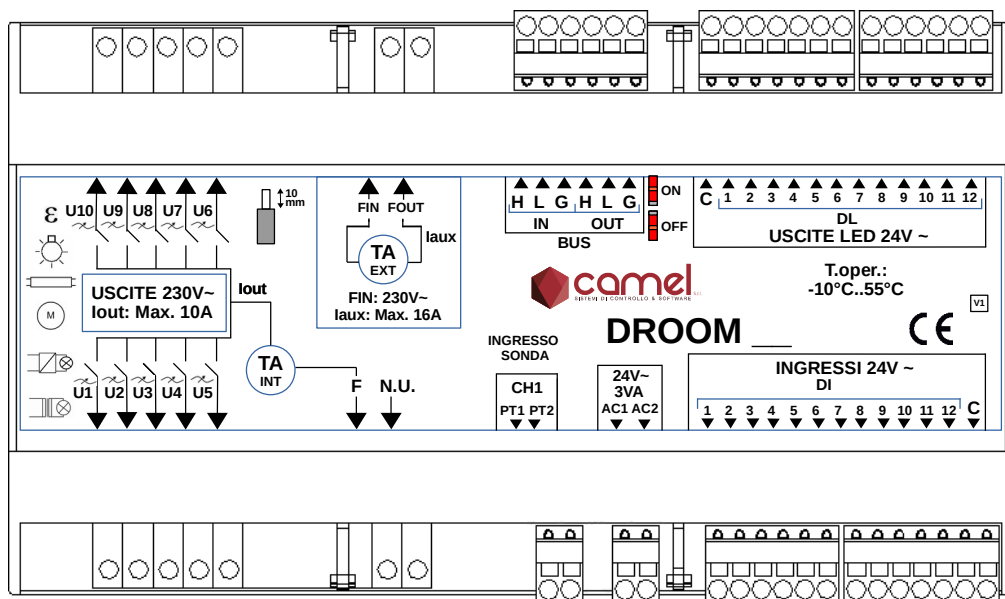 ε
U10 U9 U8 U7 U6
10
mm
USCITE 230V~
Iout: Max. 10A
Iout
M
U1 U2 U3 U4 U5
TA
INT
F N.U.
FIN FOUT
Iaux
TA
EXT
FIN: 230V~
Iaux: Max. 16A
H L G H L G
IN OUT
BUS
ON
OFF
C 1 2 3 4 5 6 7 8 9 10 11 12
DL
USCITE LED 24V ~
camel
SISTEMI DI CONTROLLO & SOFTWARE
T.oper.:
-10°C..55°C
V1
DROOM __
CE
INGRESSO
SONDA
CH1
PT1 PT2
24V~
3VA
AC1 AC2
INGRESSI 24V ~
DI
1 2 3 4 5 6 7 8 9 10 11 12 C